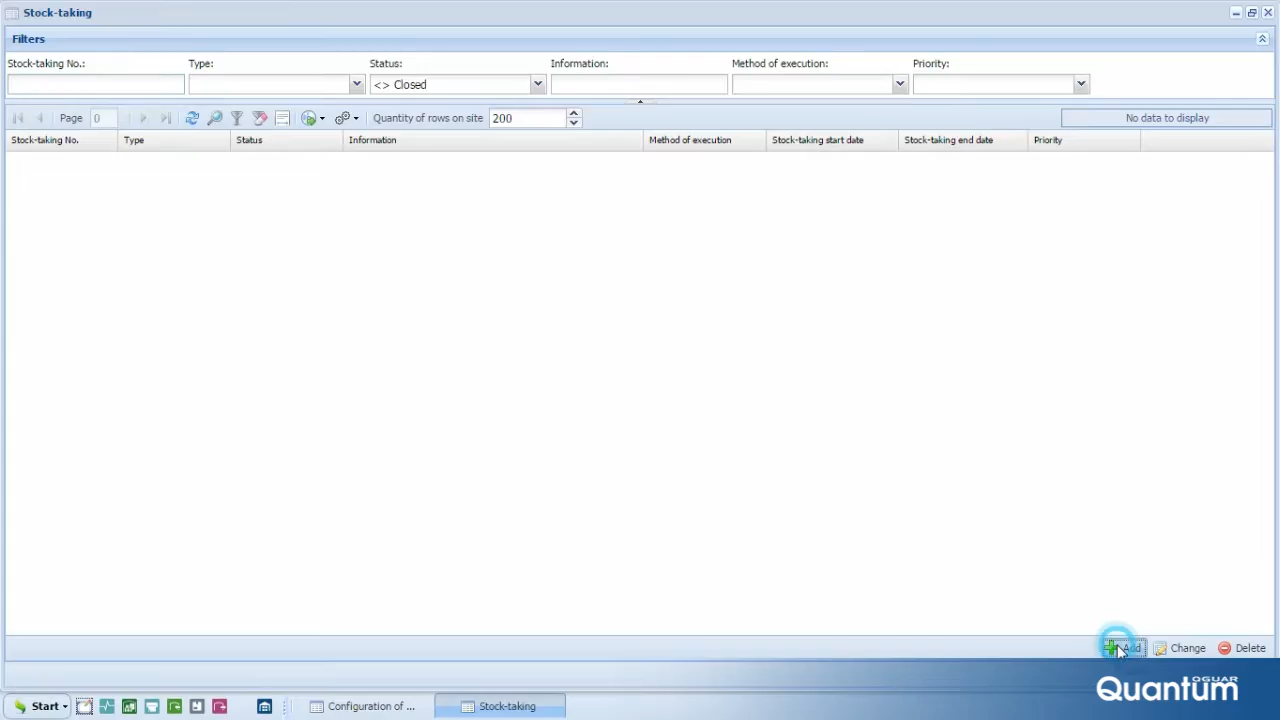 Stock-taking
Filters
Stock-taking No.: Type: Status: Information: Method of execution: Priority:
<> Closed
Page 0 Quantity of rows on site 200 No data to display
Stock-taking No. Type Status Information Method of execution Stock-taking start date Stock-taking end date Priority
Add Change Delete
OGUAR
Quantum
Start Configuration of ... Stock-taking